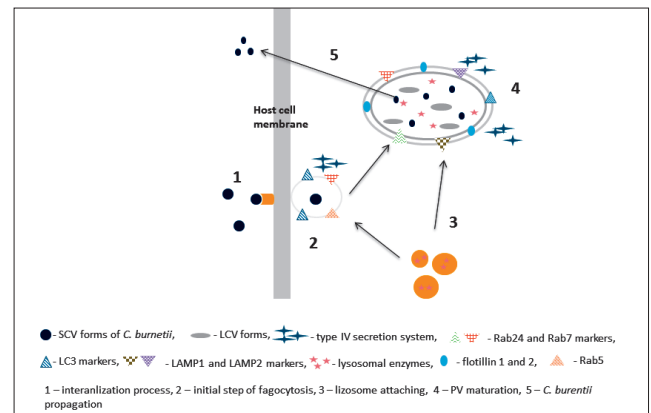 5
4
Host cell
membrane
1
2
3
- SCV forms of C. burnetii, - LCV forms, - type IV secretion system, - Rab24 and Rab7 markers,
- LC3 markers, - LAMP1 and LAMP2 markers, - lysosomal enzymes, - flotillin 1 and 2, - Rab5
1 – interanlization process, 2 – initial step of fagocytosis, 3 – lizosome attaching, 4 – PV maturation, 5 – C. burentii
propagation